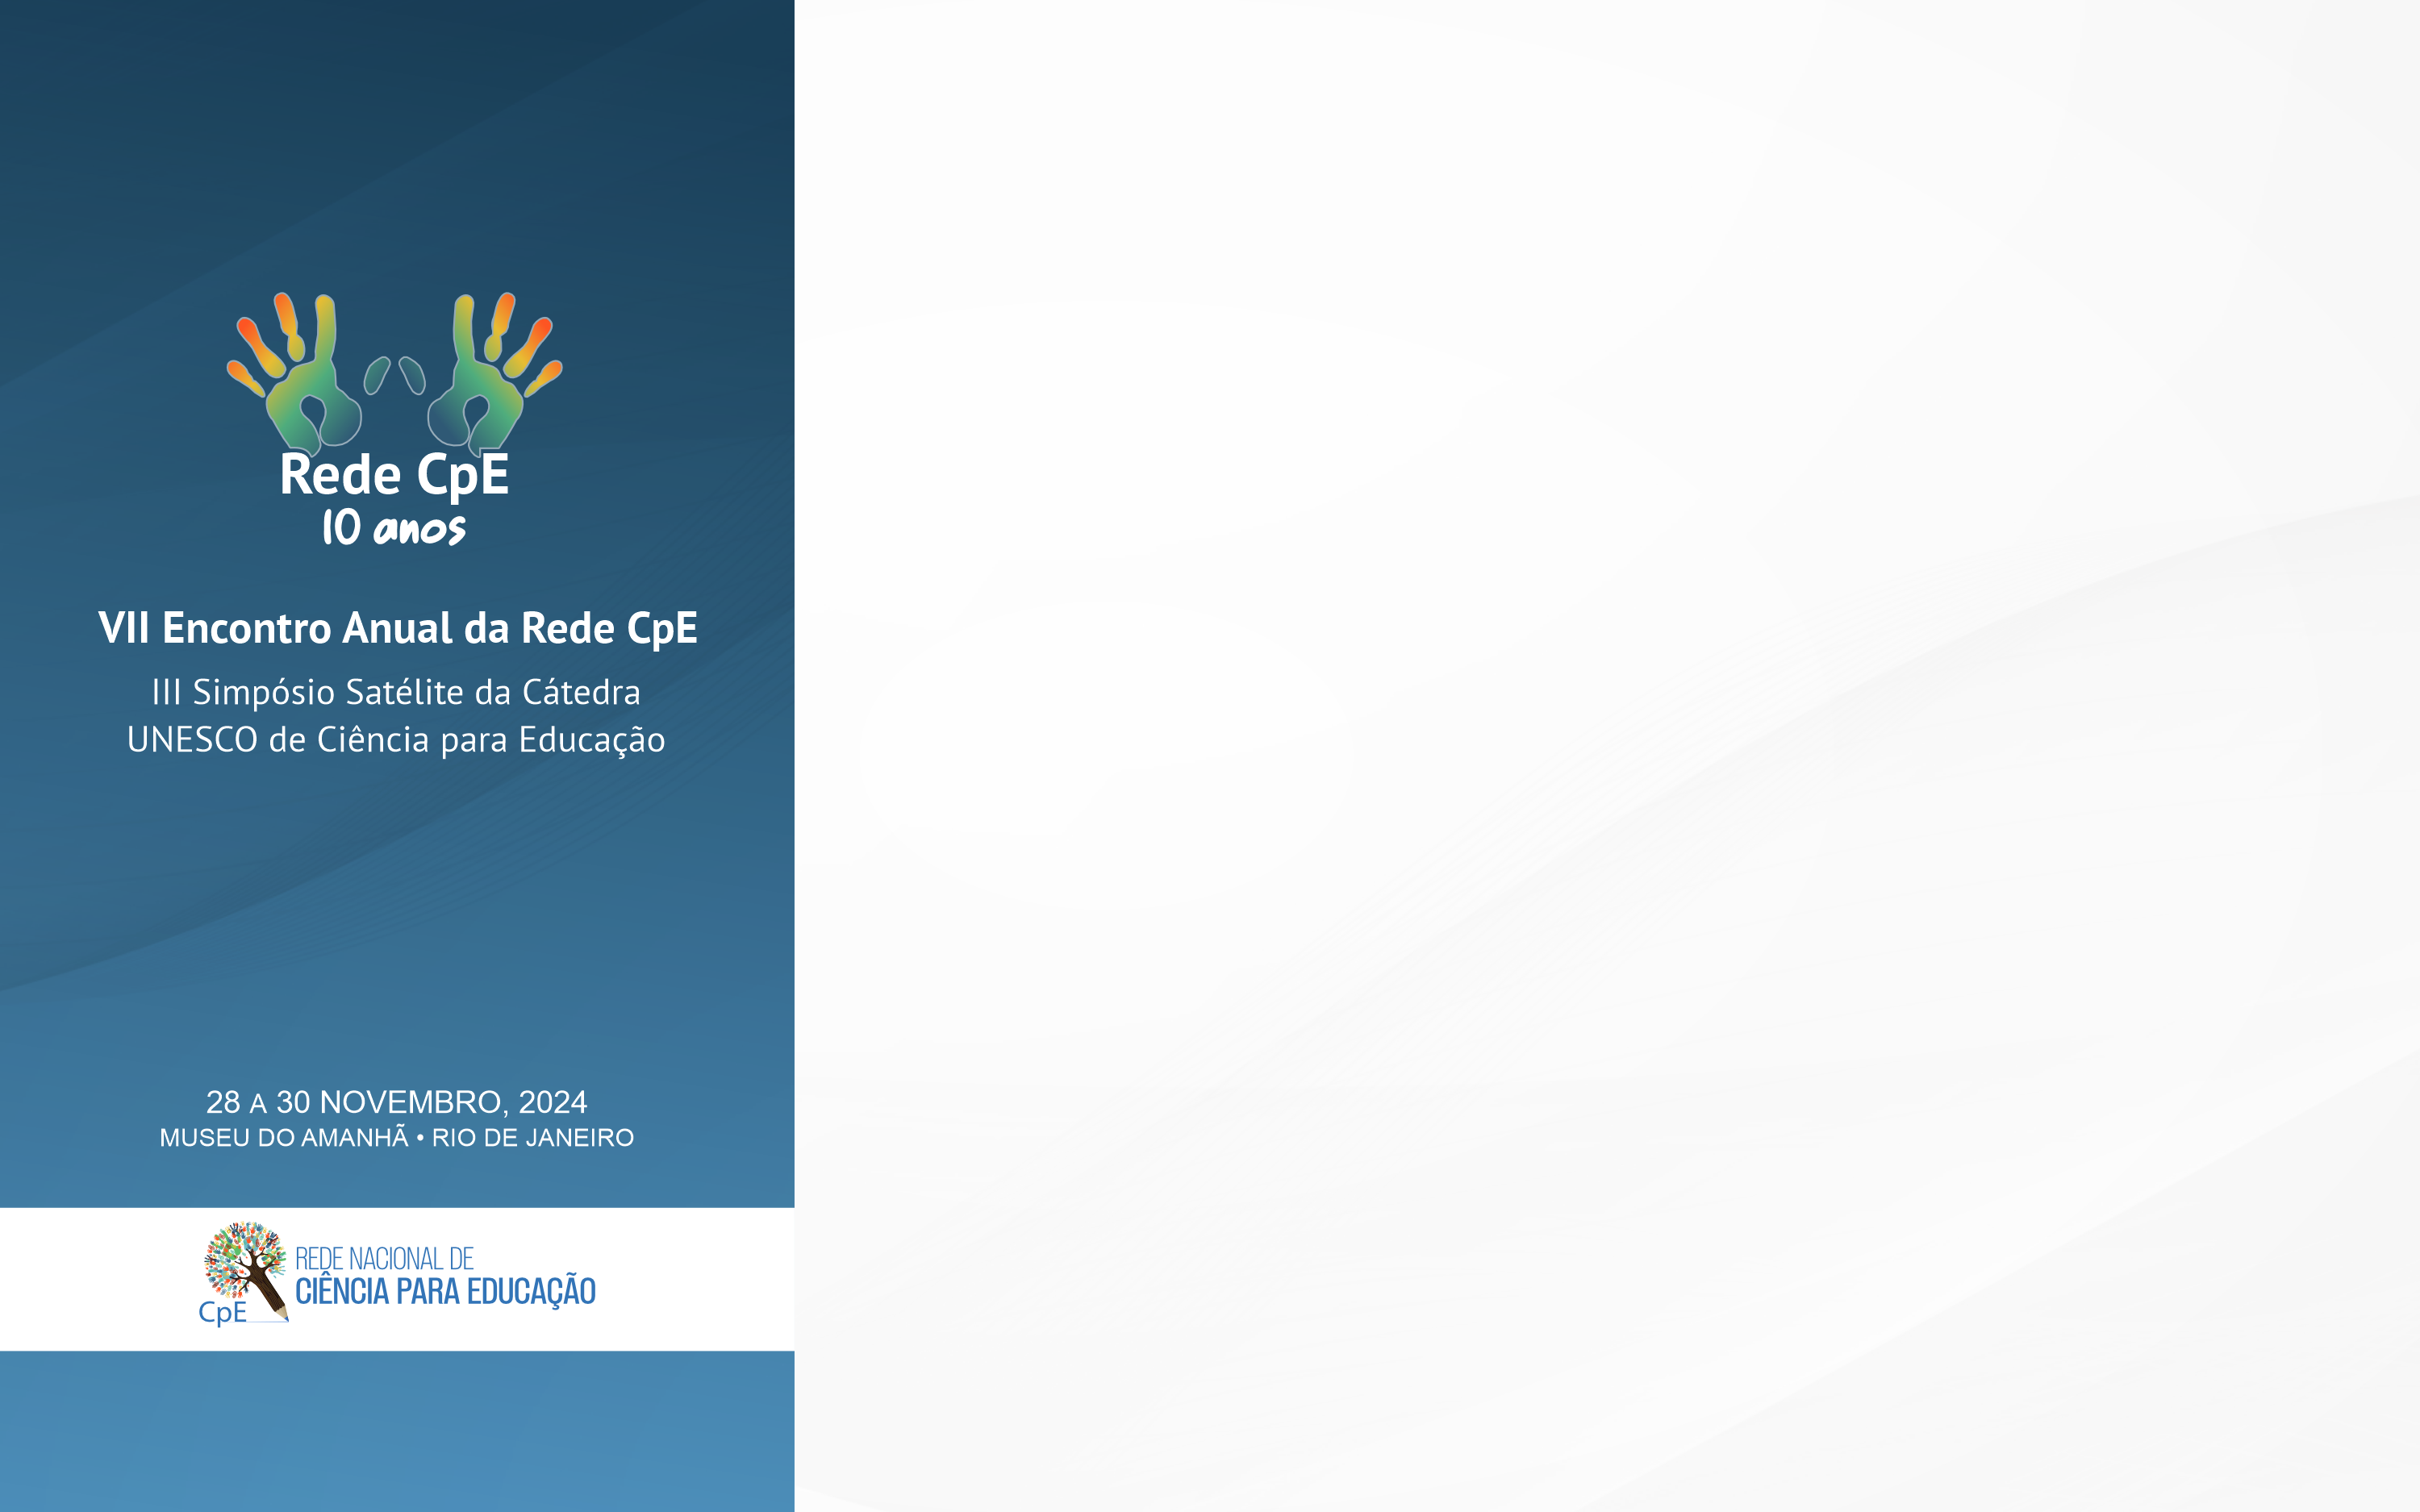 Rede CpE
10 anos
VII Encontro Anual da Rede CpE
III Simpósio Satélite da Cátedra
UNESCO de Ciência para Educação
28 A 30 NOVEMBRO, 2024
MUSEU DO AMANHÃ • RIO DE JANEIRO
REDE NACIONAL DE
CIÊNCIA PARA EDUCAÇÃO
CpE